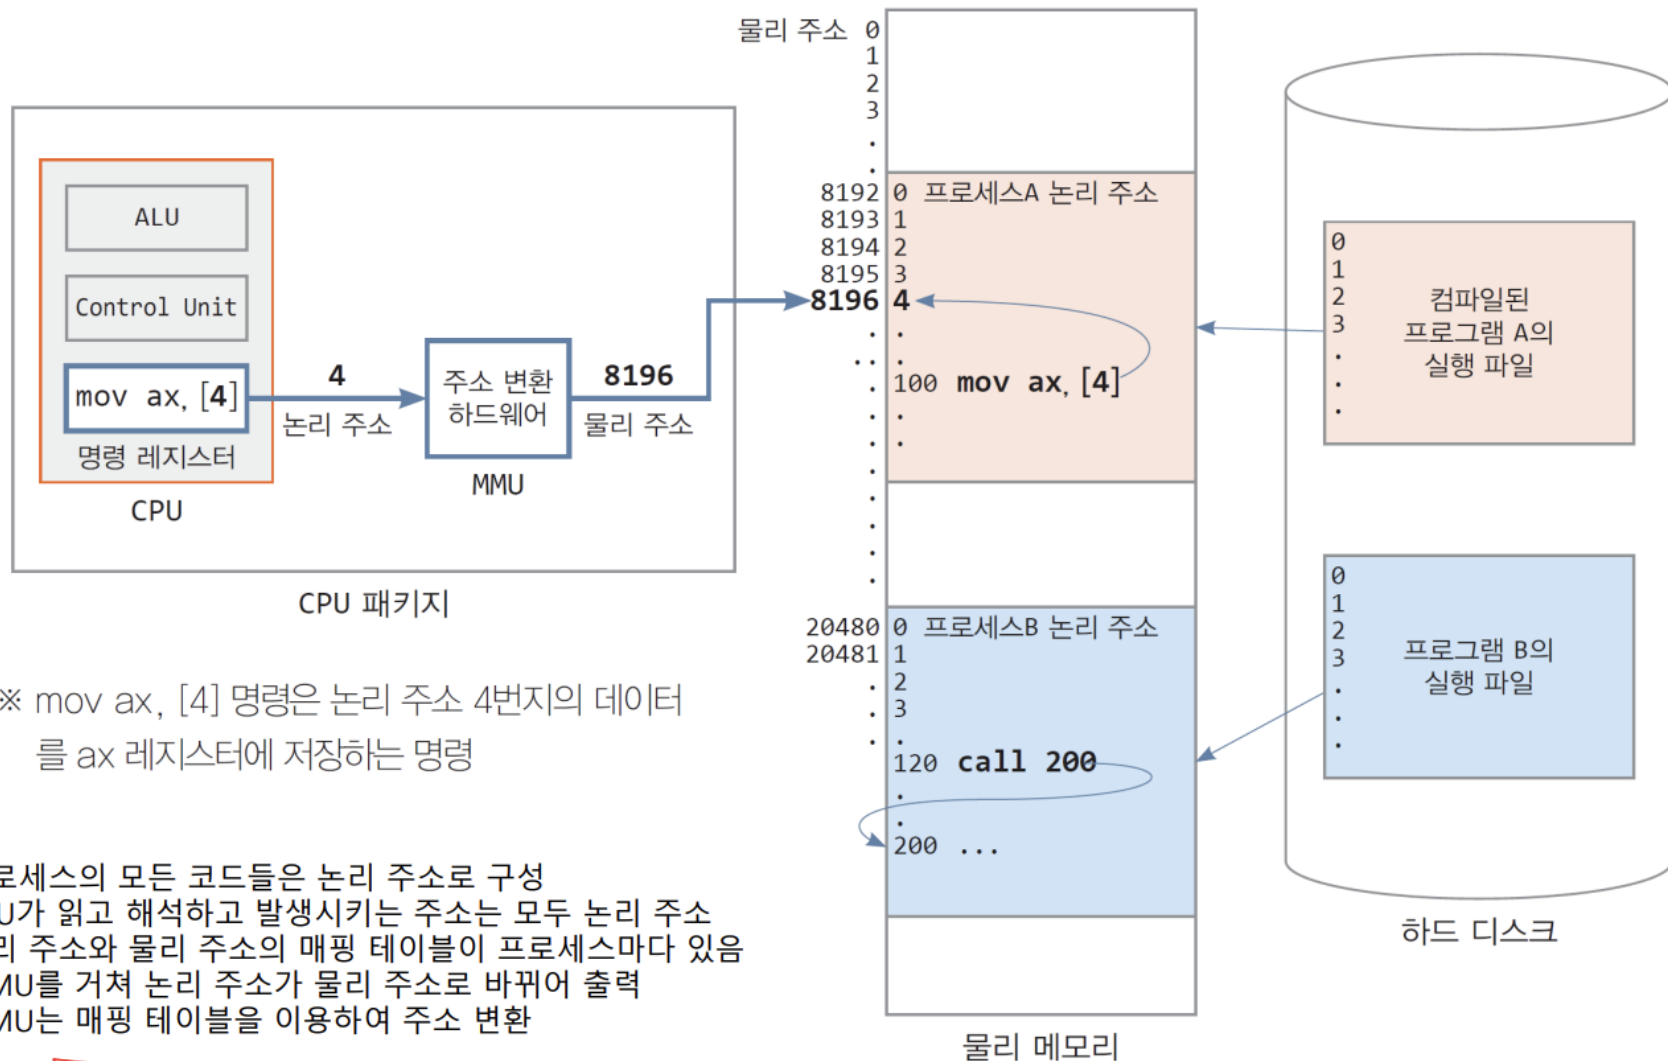 물리 주소 0
1
2
3
.
.
ALU
Control Unit
mov ax, [4]
명령 레지스터
CPU
4
논리 주소
주소 변환
하드웨어
MMU
8196
물리 주소
CPU 패키지
8192 0 프로세스A 논리 주소
8193 1
8194 2
8195 3
8196 4
. .
. . .
. 100 mov ax, [4]
. .
. .
.
.
.
.
.
20480 0 프로세스B 논리 주소
20481 1
. 2
. 3
. .
120 call 200
.
.
200 ...
물리 메모리
0
1
2
3
.
.
.
컴파일된
프로그램 A의
실행 파일
0
1
2
3
.
.
.
프로그램 B의
실행 파일
하드 디스크
※ mov ax, [4] 명령은 논리 주소 4번지의 데이터
를 ax 레지스터에 저장하는 명령
로세스의 모든 코드들은 논리 주소로 구성
U가 읽고 해석하고 발생시키는 주소는 모두 논리 주소
리 주소와 물리 주소의 매핑 테이블이 프로세스마다 있음
MU를 거쳐 논리 주소가 물리 주소로 바뀌어 출력
MU는 매핑 테이블을 이용하여 주소 변환